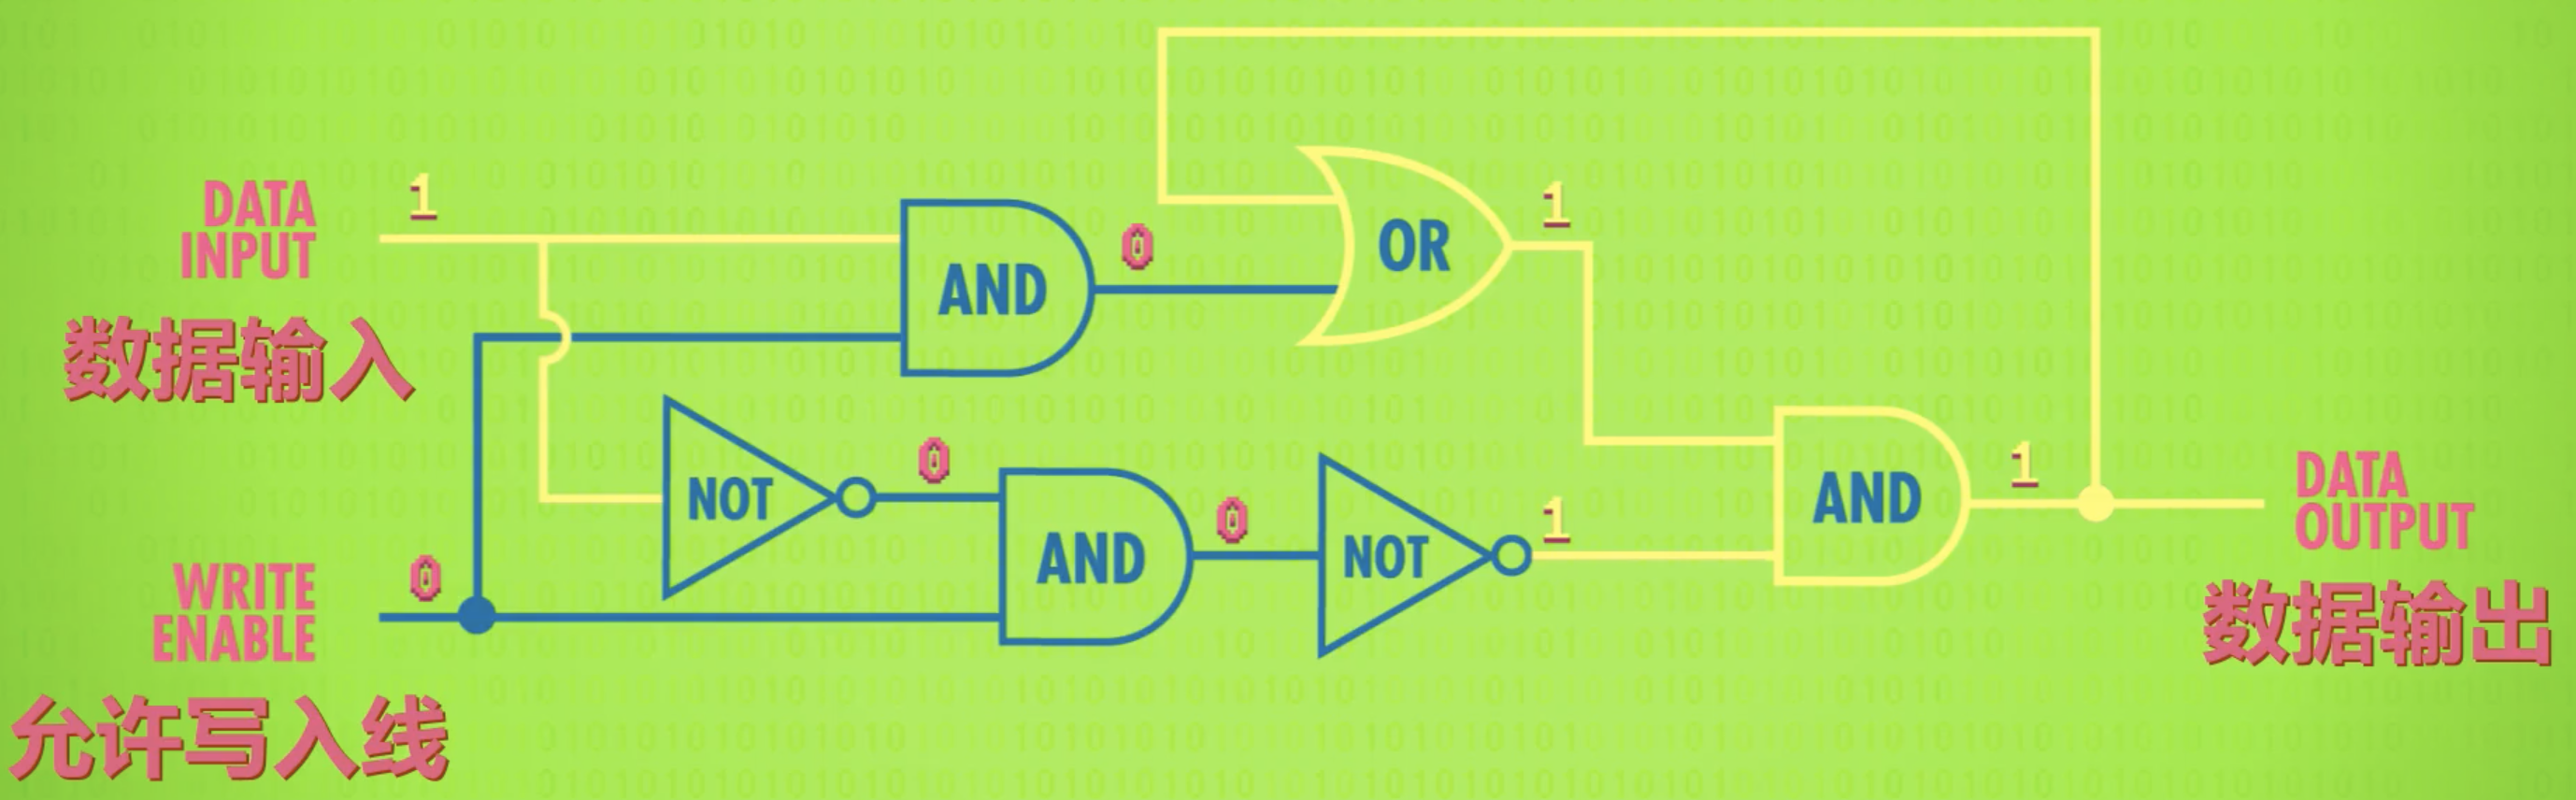 DATA
INPUT
1
数据输入
WRITE
ENABLE
0
允许写入线
AND
0
OR
1
NOT
0
AND
0
NOT
1
AND
1
DATA
OUTPUT
数据输出